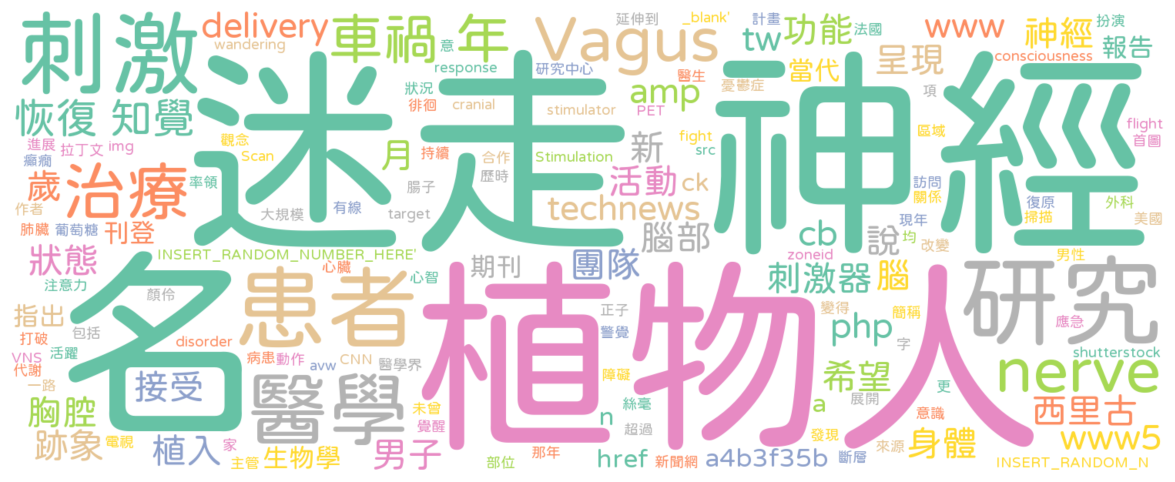 刺激 delivery 車禍 年 Vagus 延伸到 _blank' 計畫 法國 扮演
wandering 意 tw 功能 www 神經 報告
response 研究中心 醫生 當代 呈現 consciousness
恢復 知覺 狀況 徘徊 cranial stimulator amp PET 憂鬱症 項
迷走神經
進展 拉丁文 img 觀念 月 持續 合作 Stimulation 新 fight src 區域 flight 首圖
癲癇 Scan 率領 腸子 歷時 活動 ck 訪問 復原 外科
歲 治療 作者 大規模 有線 target technews 關係 掃描 現年 美國
肺臟 葡萄糖 刊登 腦部 cb 說 均 改變
狀態 INSERT_RANDOM_NUMBER_HERE' 心臟 期刊 團隊 zoneid 男性
注意力 顏伶 心智 刺激器 腦 研究
名 患者 植物人
指出 打破 包括 正子 變得 簡稱 應急
VNS 活躍 disorder 警覺 php 字 shutterstock
代謝 病患 動作 CNN 醫學界 avw 障礙 希望 更 nerve
一路 接受 醫學 未曾 展開
胸腔 覺醒 n 絲毫 a 意識 西里古
跡象 電視 植入 家 超過 發現 來源 身體 www5
主管 生物學 男子 部位 那年 href 新聞網 a4b3f35b 斷層 INSERT_RANDOM_N